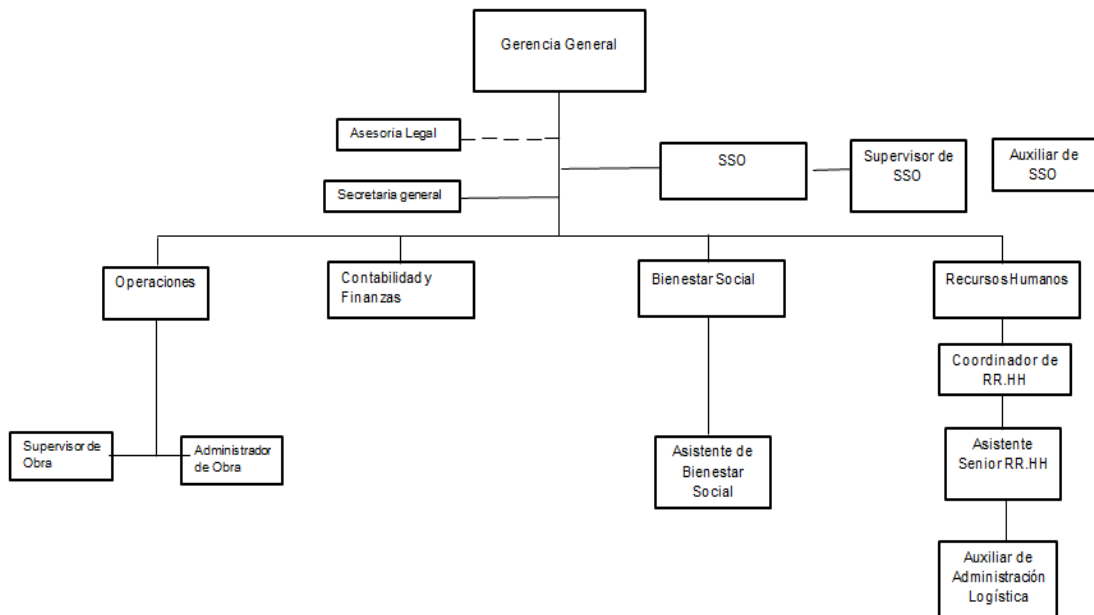 Gerencia General
Asesoria Legal
SSO
Supervisor de
SSO
Auxiliar de
SSO
Secretaria general
Operaciones
Contabilidad y
Finanzas
Bienestar Social
Recursos Humanos
Coordinador de
RR.HH
Supervisor de
Obra
Administrador
de Obra
Asistente de
Bienestar
Social
Asistente
Senior RR.HH
Auxiliar de
Administración
Logística